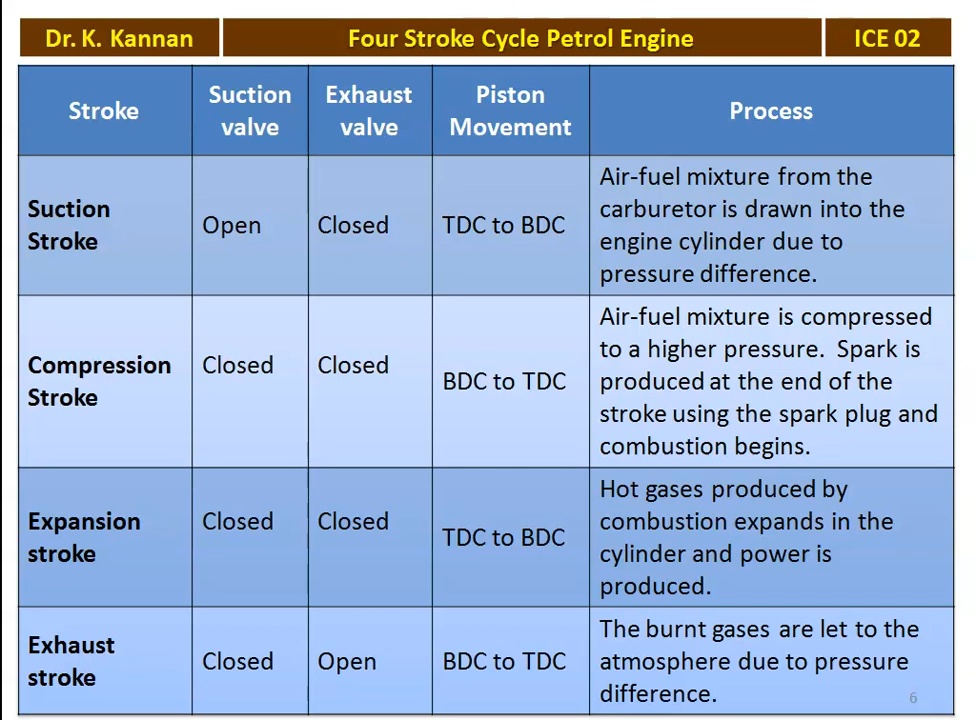 Dr. K. Kannan
Four Stroke Cycle Petrol Engine
ICE 02
Stroke
Suction
valve
Exhaust
valve
Piston
Movement
Process
Suction
Stroke
Open
Closed
TDC to BDC
Air-fuel mixture from the
carburetor is drawn into the
engine cylinder due to
pressure difference.
Compression
Stroke
Closed
Closed
BDC to TDC
Air-fuel mixture is compressed
to a higher pressure. Spark is
produced at the end of the
stroke using the spark plug and
combustion begins.
Expansion
stroke
Closed
Closed
TDC to BDC
Hot gases produced by
combustion expands in the
cylinder and power is
produced.
Exhaust
stroke
Closed
Open
BDC to TDC
The burnt gases are let to the
atmosphere due to pressure
difference.
6